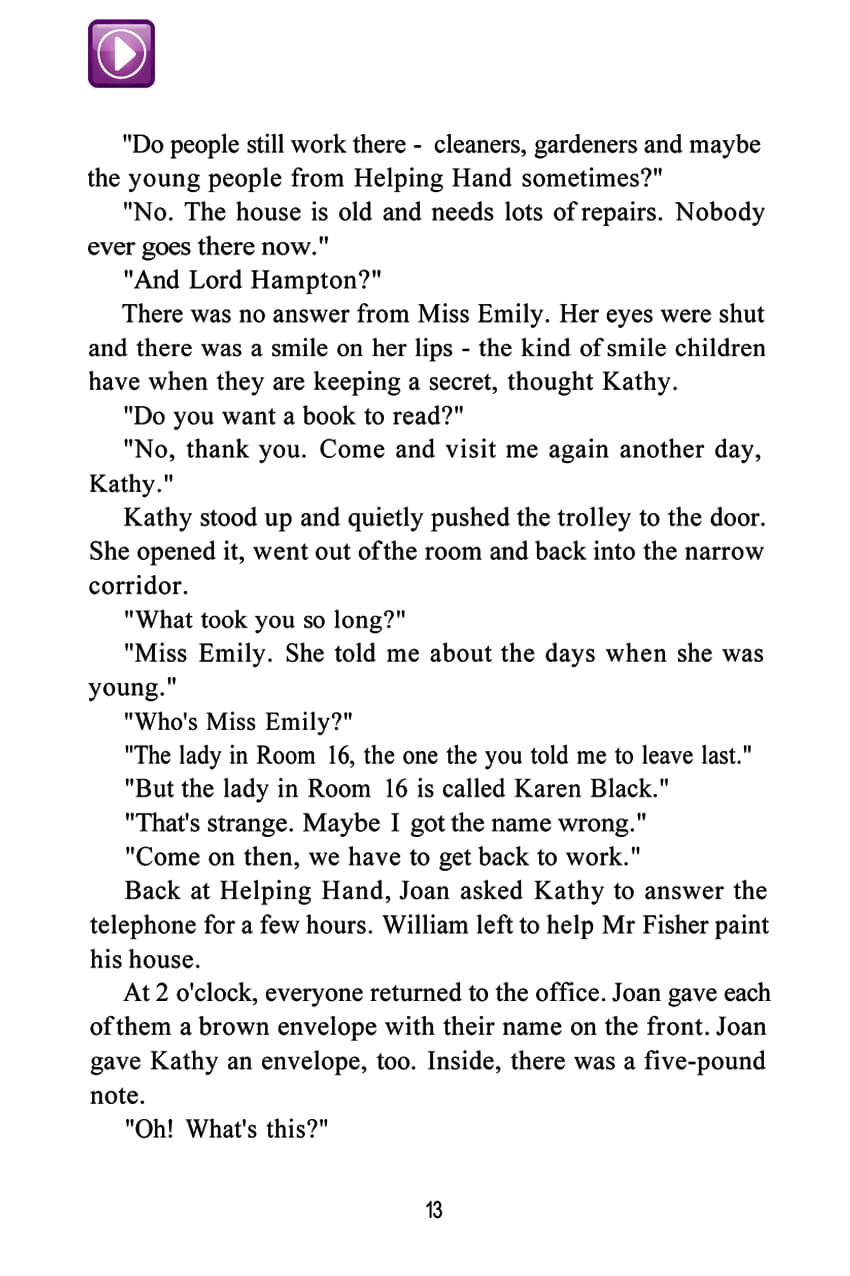 "Do people still work there - cleaners, gardeners and maybe
the young people from Helping Hand sometimes?"
"No. The house is old and needs lots of repairs. Nobody
ever goes there now."
"And Lord Hampton?"
There was no answer from Miss Emily. Her eyes were shut
and there was a smile on her lips - the kind of smile children
have when they are keeping a secret, thought Kathy.
"Do you want a book to read?"
"No, thank you. Come and visit me again another day,
Kathy."
Kathy stood up and quietly pushed the trolley to the door.
She opened it, went out of the room and back into the narrow
corridor.
"What took you so long?"
"Miss Emily. She told me about the days when she was
young."
"Who's Miss Emily?"
"The lady in Room 16, the one the you told me to leave last."
"But the lady in Room 16 is called Karen Black."
"That's strange. Maybe I got the name wrong."
"Come on then, we have to get back to work."
Back at Helping Hand, Joan asked Kathy to answer the
telephone for a few hours. William left to help Mr Fisher paint
his house.
At 2 o'clock, everyone returned to the office. Joan gave each
of them a brown envelope with their name on the front. Joan
gave Kathy an envelope, too. Inside, there was a five-pound
note.
"Oh! What's this?"
13